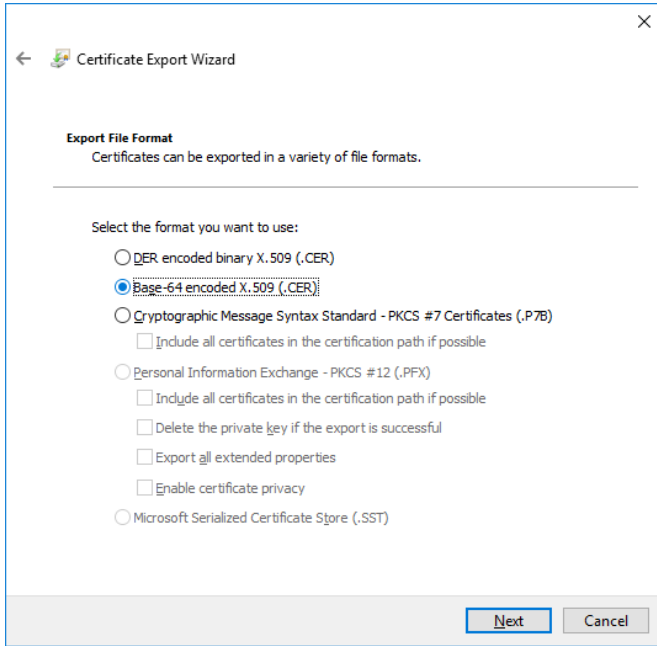 Certificate Export Wizard
Export File Format
Certificates can be exported in a variety of file formats.
Select the format you want to use:
DER encoded binary X.509 (.CER)
Base-64 encoded X.509 (.CER)
Cryptographic Message Syntax Standard - PKCS #7 Certificates (.P7B)
Include all certificates in the certification path if possible
Personal Information Exchange - PKCS #12 (.PFX)
Include all certificates in the certification path if possible
Delete the private key if the export is successful
Export all extended properties
Enable certificate privacy
Microsoft Serialized Certificate Store (.SST)
Next Cancel